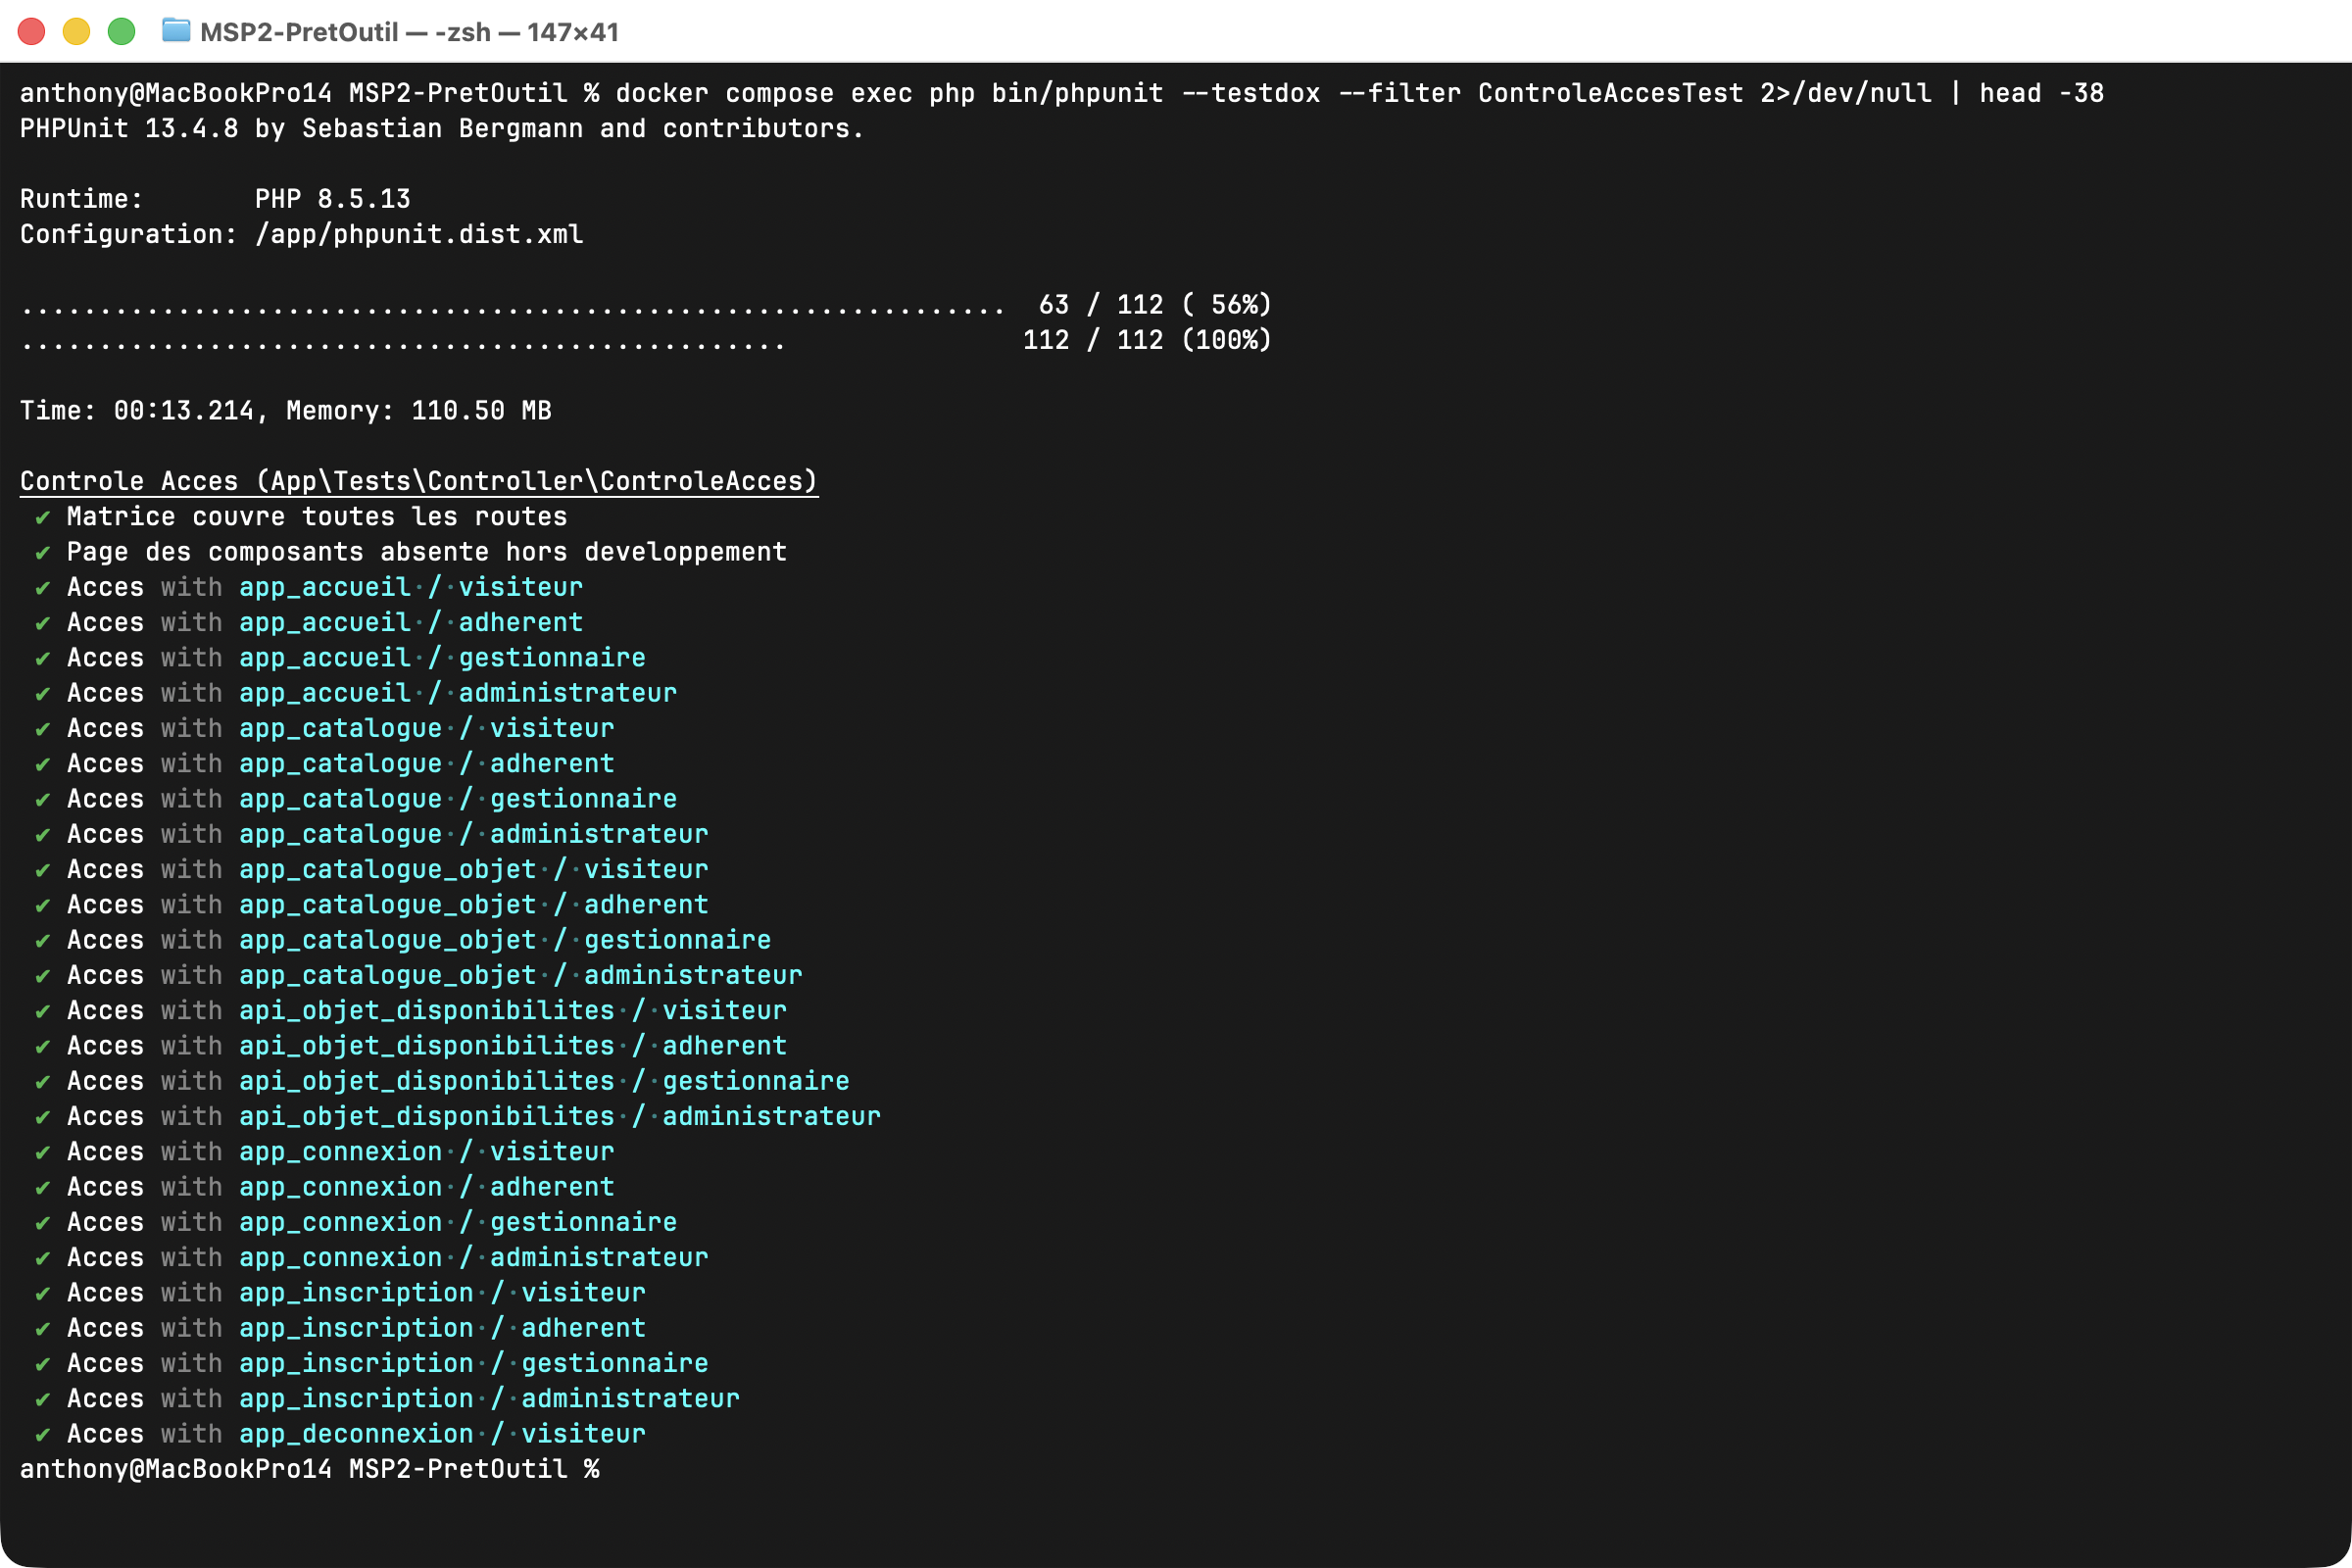 MSP2-PretOutil — -zsh — 147×41
anthony@MacBookPro14 MSP2-PretOutil % docker compose exec php bin/phpunit --testdox --filter ControleAccesTest 2>/dev/null | head -38
PHPUnit 13.4.8 by Sebastian Bergmann and contributors.
Runtime:       PHP 8.5.13
Configuration: /app/phpunit.dist.xml
...............................................................  63 / 112 ( 56%)
.................................................               112 / 112 (100%)
Time: 00:13.214, Memory: 110.50 MB
Controle Acces (App\Tests\Controller\ControleAcces)
✔ Matrice couvre toutes les routes
✔ Page des composants absente hors developpement
✔ Acces with app_accueil·/·visiteur
✔ Acces with app_accueil·/·adherent
✔ Acces with app_accueil·/·gestionnaire
✔ Acces with app_accueil·/·administrateur
✔ Acces with app_catalogue·/·visiteur
✔ Acces with app_catalogue·/·adherent
✔ Acces with app_catalogue·/·gestionnaire
✔ Acces with app_catalogue·/·administrateur
✔ Acces with app_catalogue_objet·/·visiteur
✔ Acces with app_catalogue_objet·/·adherent
✔ Acces with app_catalogue_objet·/·gestionnaire
✔ Acces with app_catalogue_objet·/·administrateur
✔ Acces with api_objet_disponibilites·/·visiteur
✔ Acces with api_objet_disponibilites·/·adherent
✔ Acces with api_objet_disponibilites·/·gestionnaire
✔ Acces with api_objet_disponibilites·/·administrateur
✔ Acces with app_connexion·/·visiteur
✔ Acces with app_connexion·/·adherent
✔ Acces with app_connexion·/·gestionnaire
✔ Acces with app_connexion·/·administrateur
✔ Acces with app_inscription·/·visiteur
✔ Acces with app_inscription·/·adherent
✔ Acces with app_inscription·/·gestionnaire
✔ Acces with app_inscription·/·administrateur
✔ Acces with app_deconnexion·/·visiteur
anthony@MacBookPro14 MSP2-PretOutil %